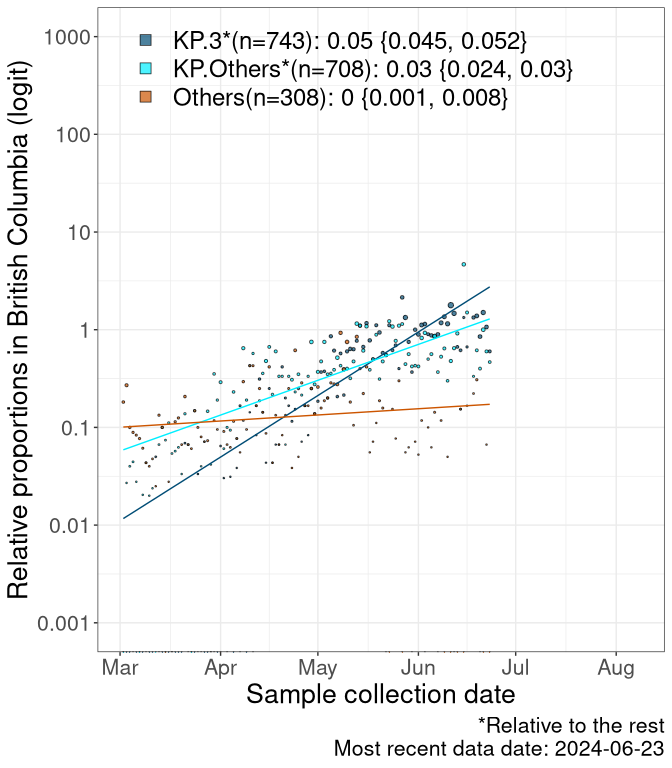 KP.3*(n=743): 0.05 {0.045, 0.052}
KP.Others*(n=708): 0.03 {0.024, 0.03}
Others(n=308): 0 {0.001, 0.008}
Relative proportions in British Columbia (logit)
1000
100
10
1
0.1
0.01
0.001
Mar Apr May Jun Jul Aug
Sample collection date
*Relative to the rest
Most recent data date: 2024-06-23